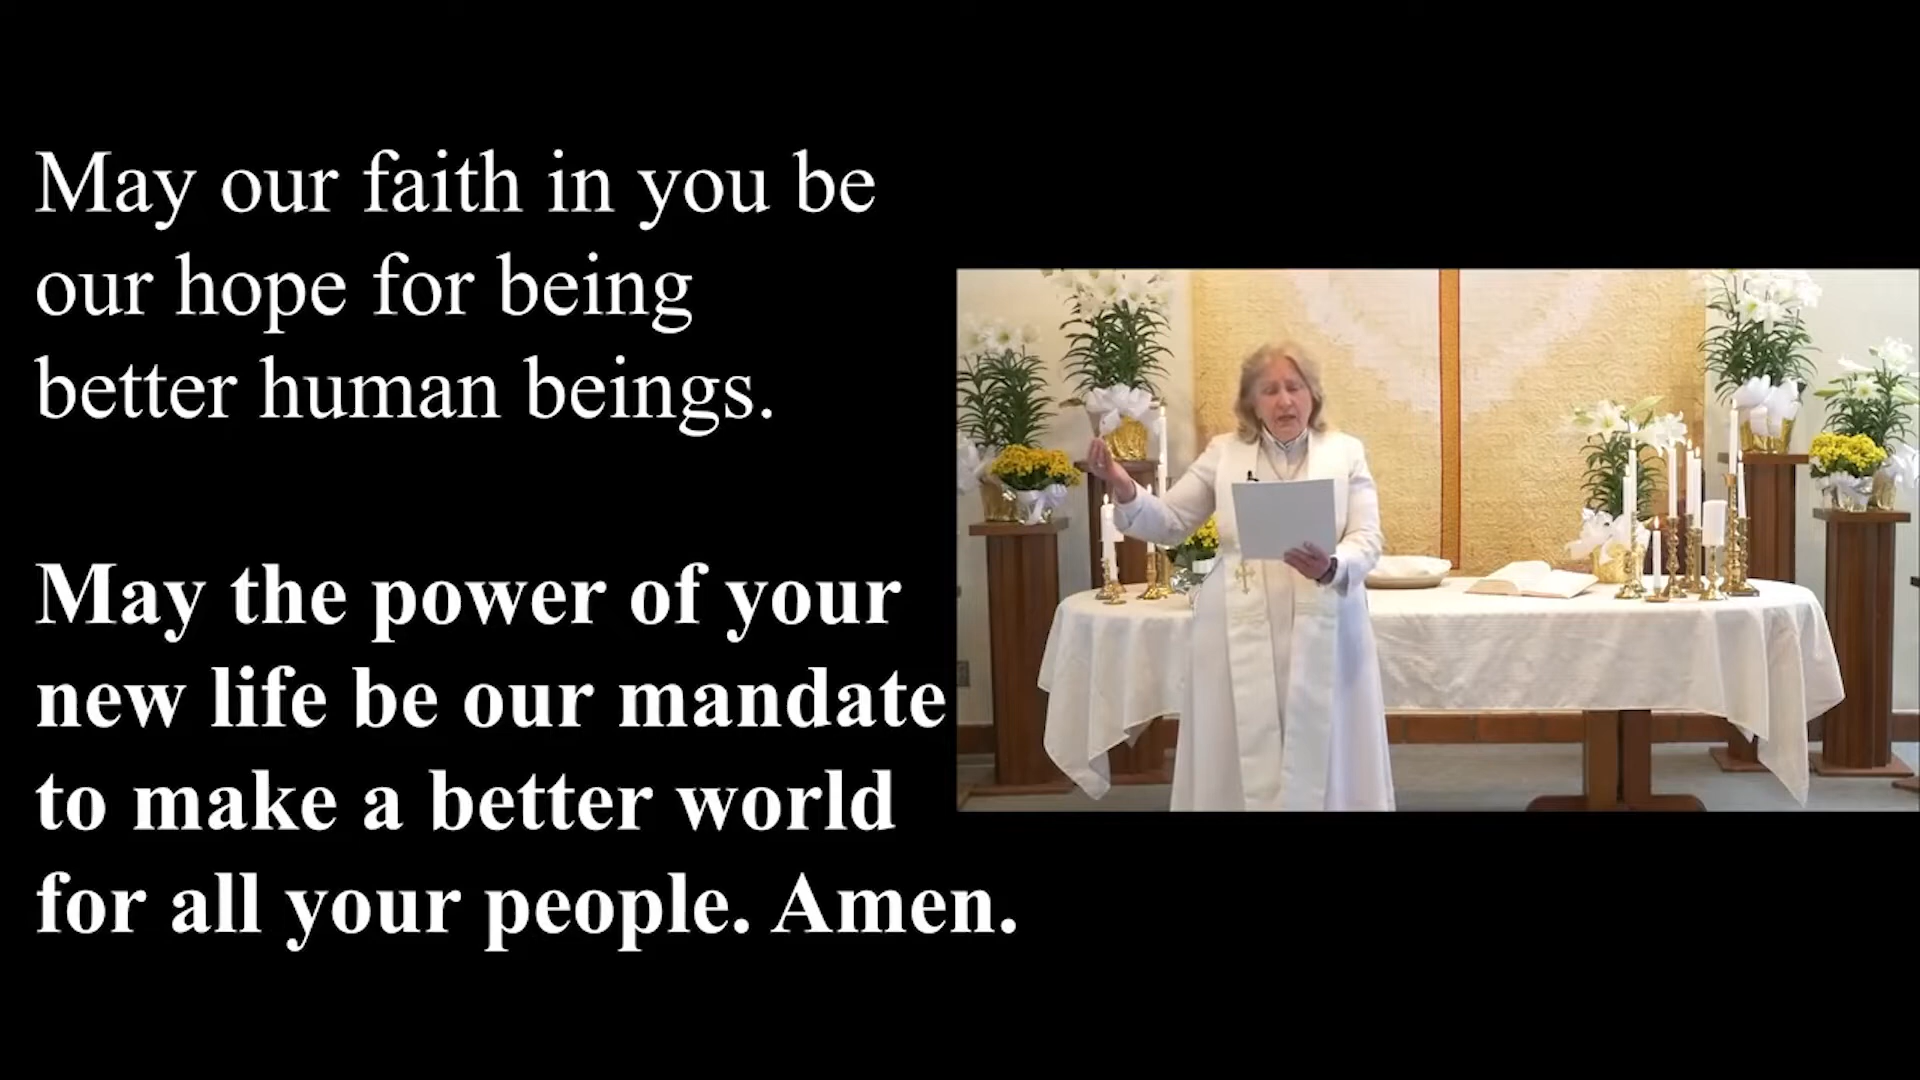 May our faith in you be
our hope for being
better human beings.
May the power of your
new life be our mandate
to make a better world
for all your people. Amen.